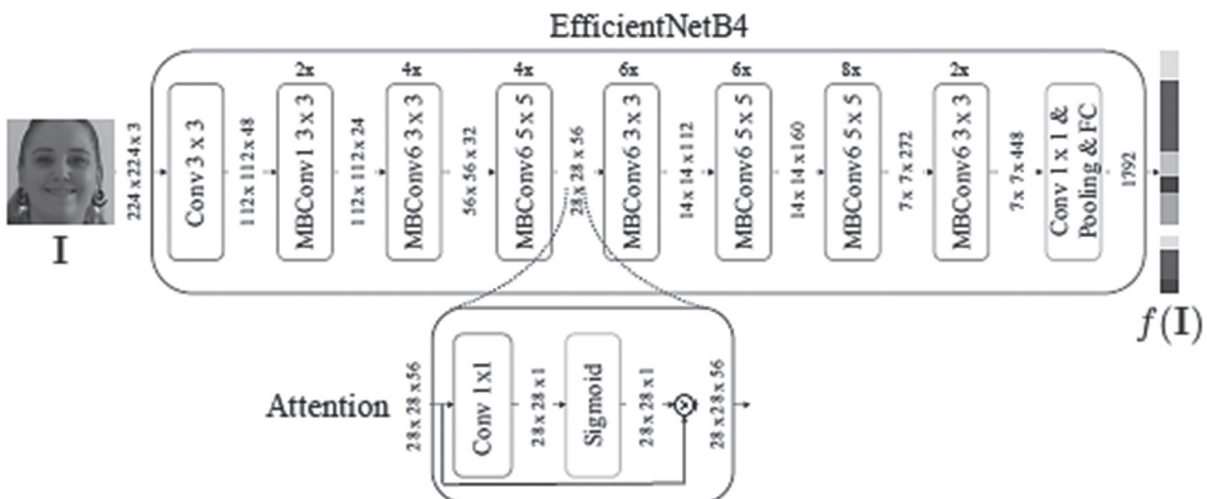 EfficientNetB4
2x
4x
4x
6x
6x
8x
2x
I
224 x 224 x 3
Conv 3 x 3
112 x 112 x 48
MBConv1 3 x 3
112 x 112 x 24
MBConv6 3 x 3
56 x 56 x 32
MBConv6 5 x 5
28 x 28 x 56
MBConv6 3 x 3
14 x 14 x 112
MBConv6 5 x 5
14 x 14 x 160
MBConv6 5 x 5
7 x 7 x 272
MBConv6 3 x 3
7 x 7 x 448
Conv 1 x 1 &
Pooling & FC
1792
f(I)
Attention
28 x 28 x 56
Conv 1x1
28 x 28 x 1
Sigmoid
28 x 28 x 1
28 x 28 x 56